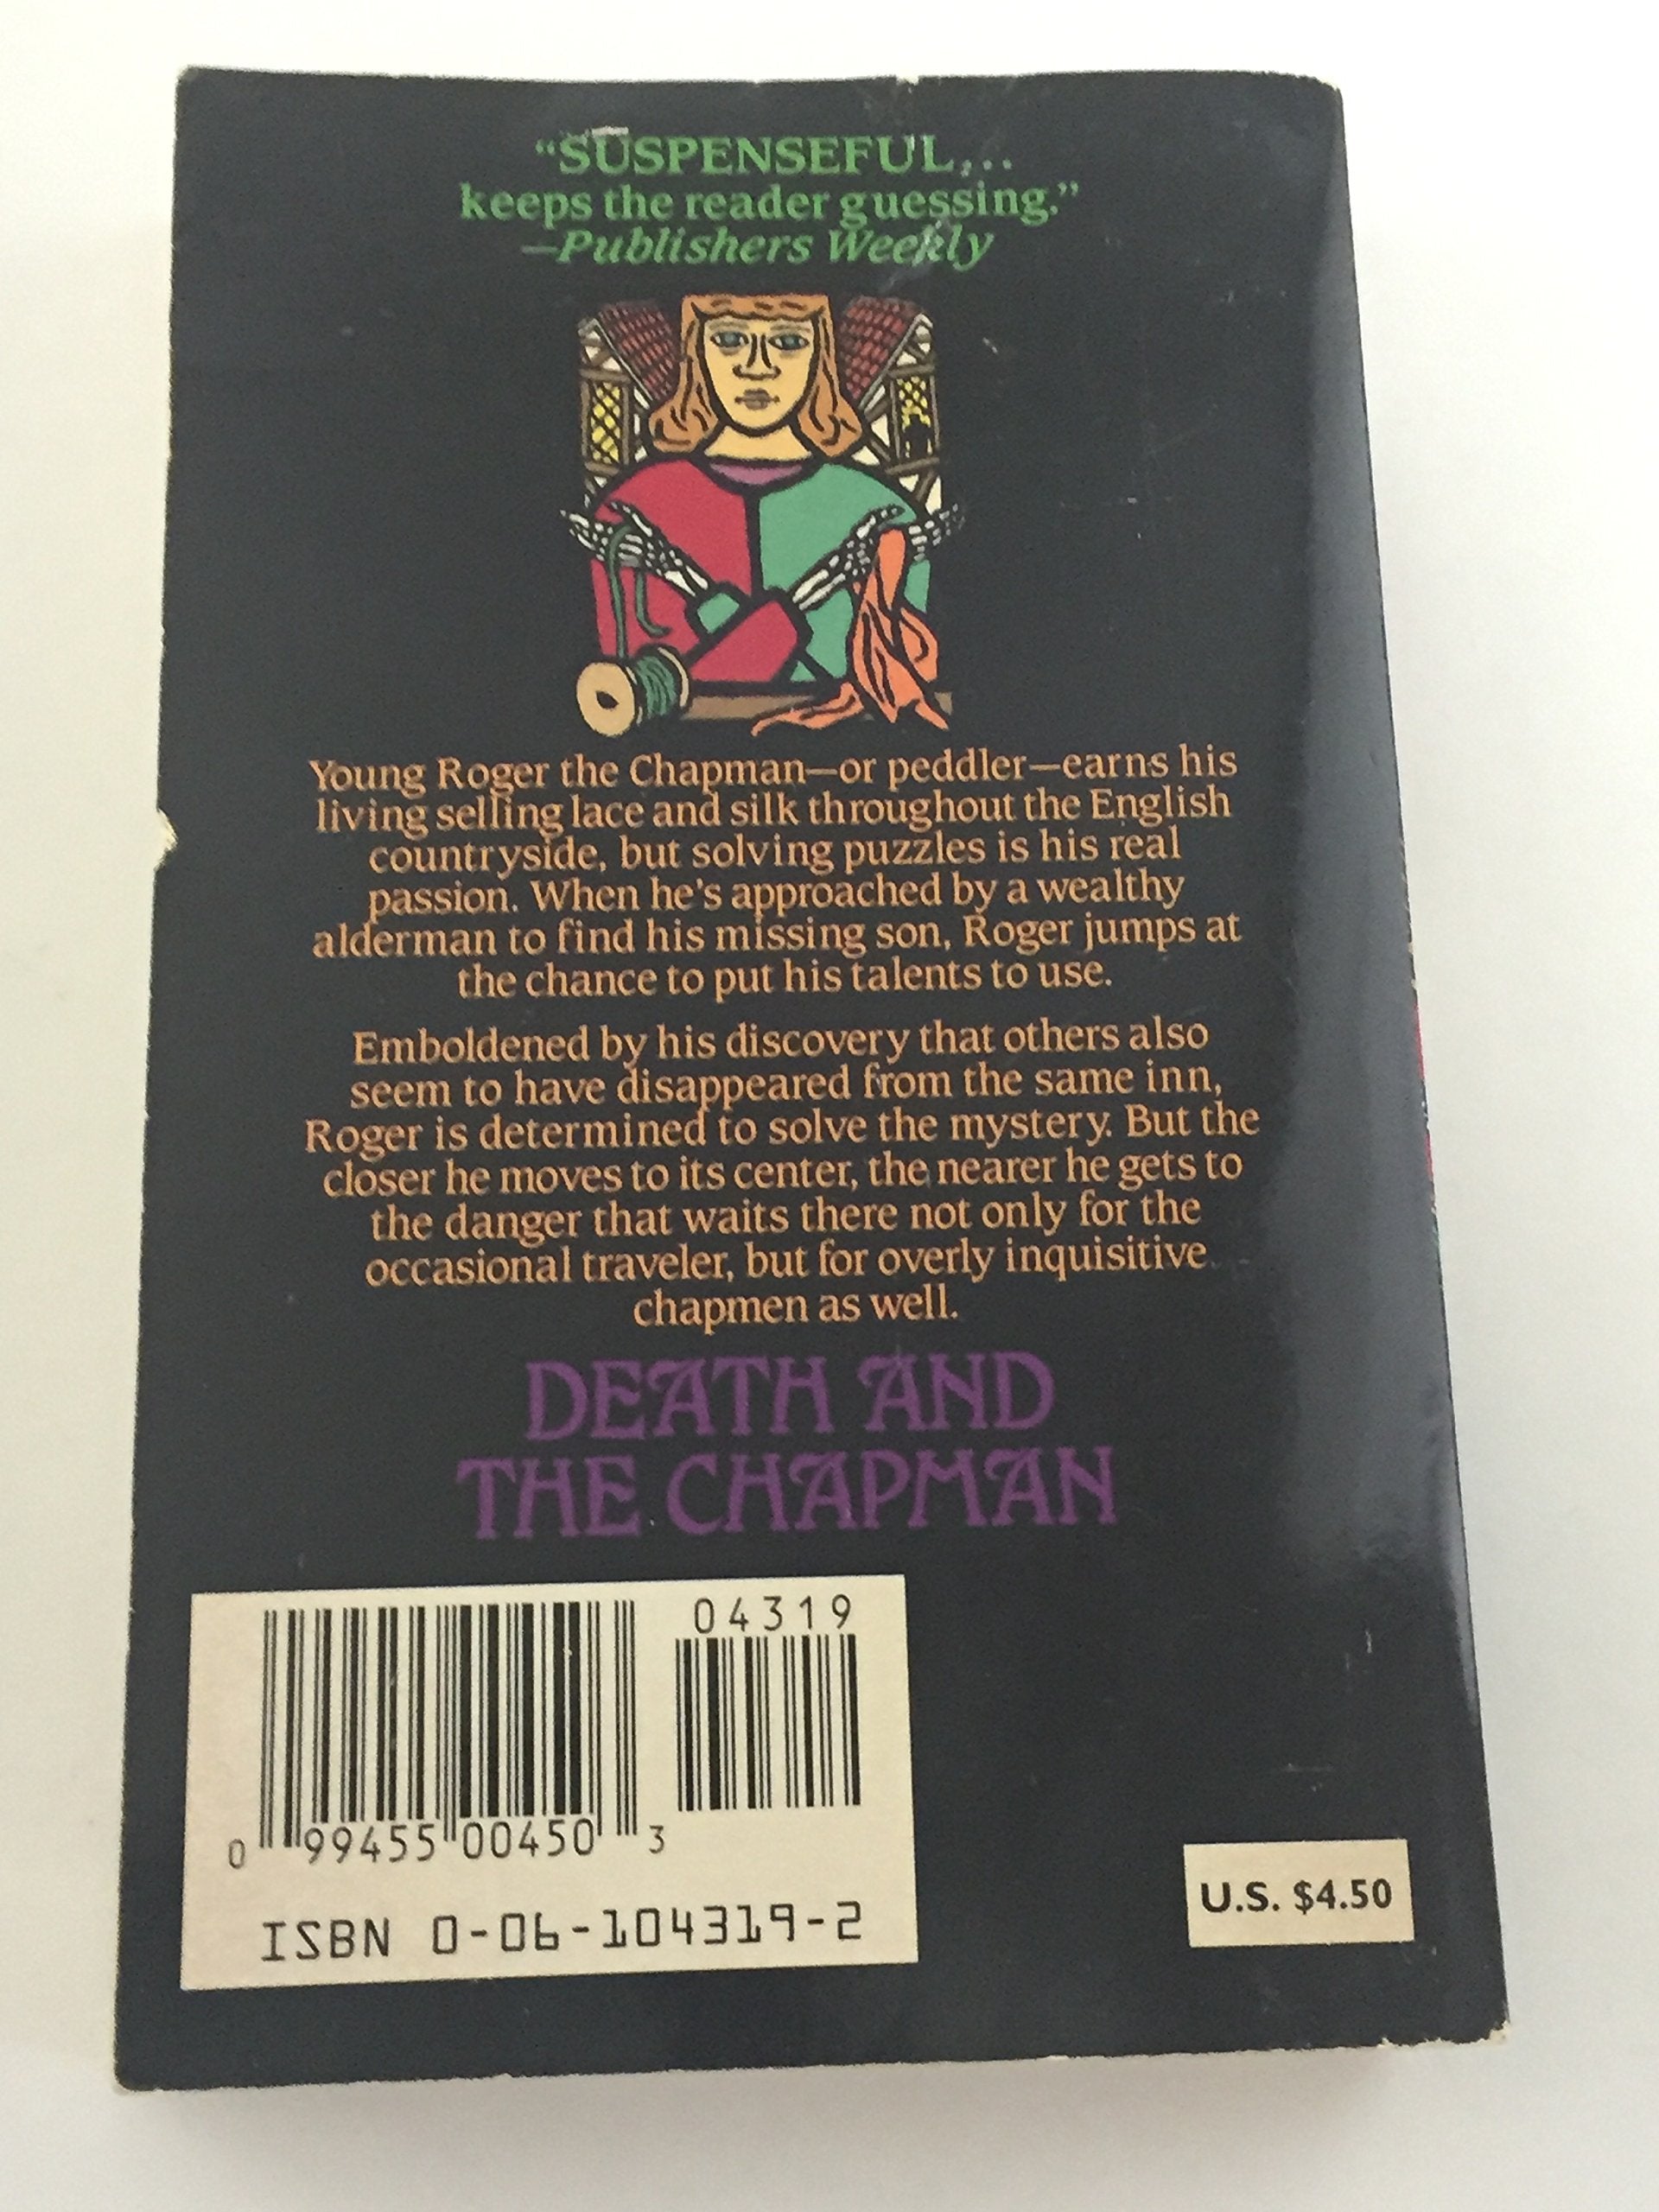 “SUSPENSEFUL...
keeps the reader guessing.”
—Publishers Weekly
Young Roger the Chapman—or peddler—earns his
living selling lace and silk throughout the English
countryside, but solving puzzles is his real
passion. When he's approached by a wealthy
alderman to find his missing son, Roger jumps at
the chance to put his talents to use.
Emboldened by his discovery that others also
seem to have disappeared from the same inn,
Roger is determined to solve the mystery. But the
closer he moves to its center, the nearer he gets to
the danger that waits there not only for the
occasional traveler, but for overly inquisitive
chapmen as well.
DEATH AND
THE CHAPMAN
04319
0 99455 00450 3
ISBN 0-06-104319-2
U.S. $4.50